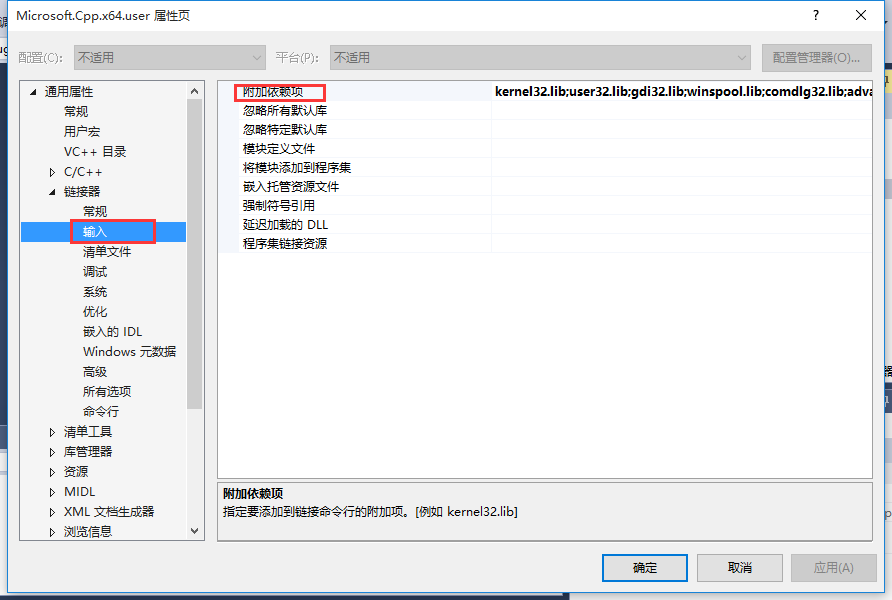 Microsoft.Cpp.x64.user 属性页
配置(C): 不适用 平台(P): 不适用 配置管理器(O)...
通用属性
常规
用户宏
VC++ 目录
C/C++
链接器
常规
输入
清单文件
调试
系统
优化
嵌入的 IDL
Windows 元数据
高级
所有选项
命令行
清单工具
库管理器
资源
MIDL
XML 文档生成器
浏览信息
附加依赖项 kernel32.lib;user32.lib;gdi32.lib;winspool.lib;comdlg32.lib;adva
忽略所有默认库
忽略特定默认库
模块定义文件
将模块添加到程序集
嵌入托管资源文件
强制符号引用
延迟加载的 DLL
程序集链接资源
附加依赖项
指定要添加到链接命令行的附加项。[例如 kernel32.lib]
确定 取消 应用(A)